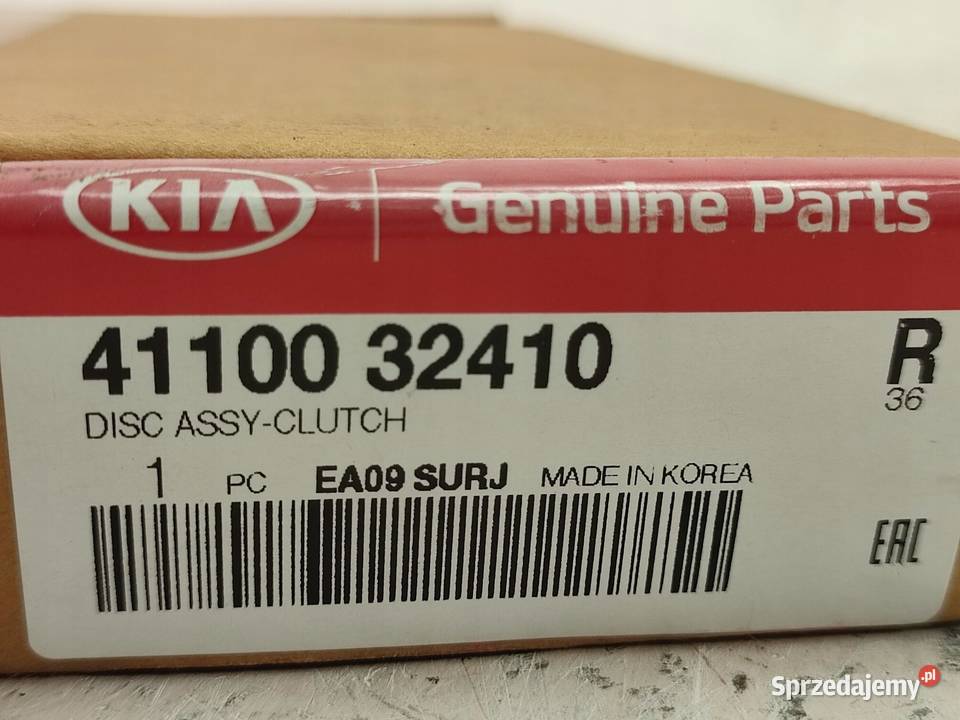 KIA Genuine Parts
41100 32410 R
DISC ASSY-CLUTCH 36
1 PC EA09 SURJ MADE IN KOREA
EAC
Sprzedajemy.pl